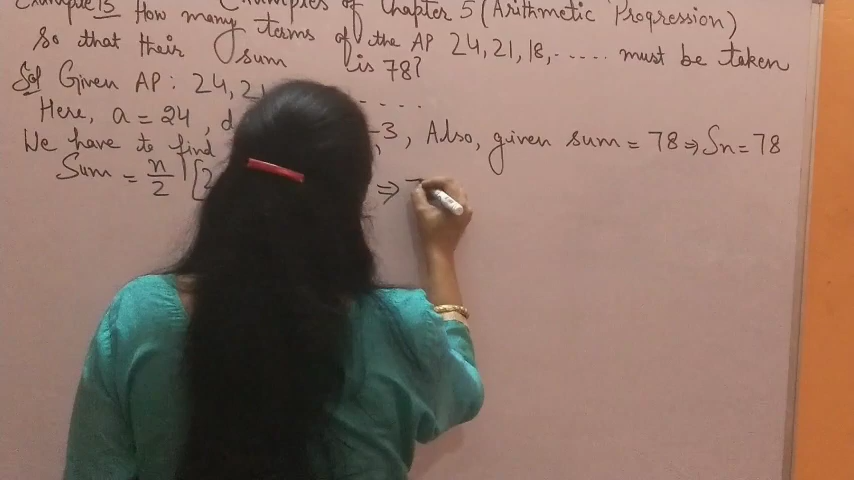 Example 13 How many Examples of Chapter 5 (Arithmetic Progression)
terms of the AP 24, 21, 18, ..... must be taken
so that their sum is 78?
Sol Given AP: 24, 21 .....
Here, a = 24, d -3, Also, given sum = 78 ⇒ Sn = 78
We have to find
Sum = n/2 [2 ⇒